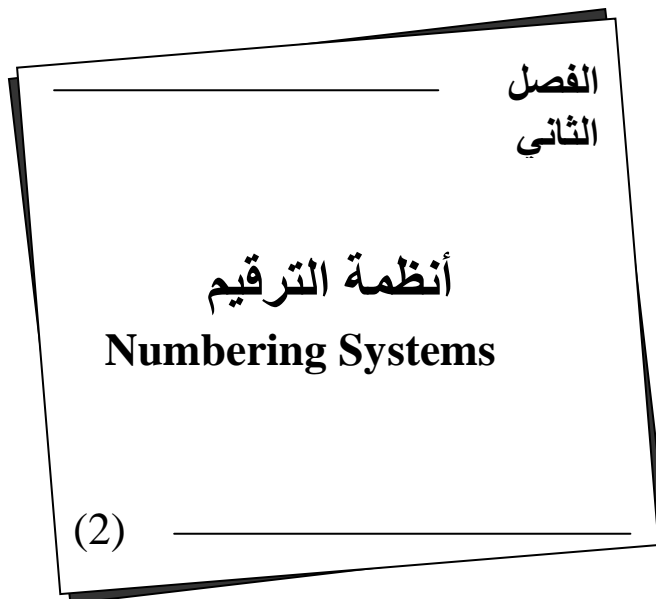 الفصل
الثاني
أنظمة الترقيم
Numbering Systems
(2)